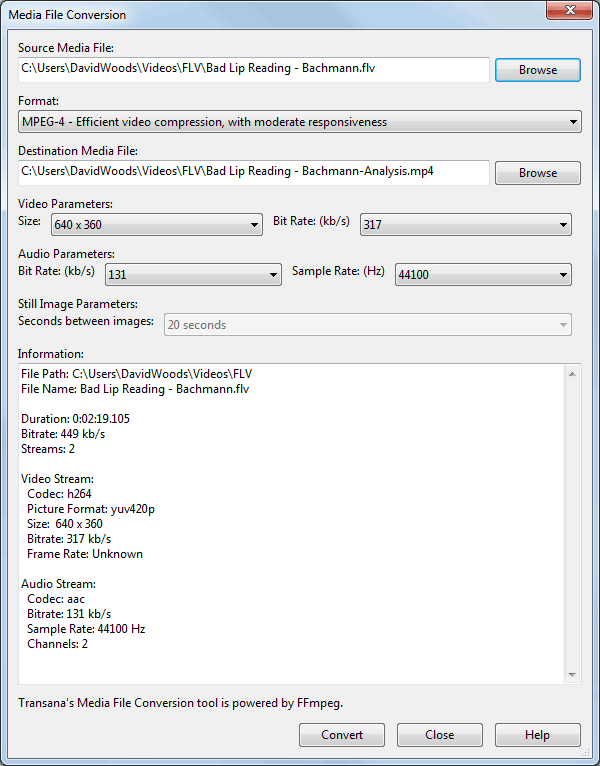 Media File Conversion
Source Media File:
C:\Users\DavidWoods\Videos\FLV\Bad Lip Reading - Bachmann.flv
Browse
Format:
MPEG-4 - Efficient video compression, with moderate responsiveness
Destination Media File:
C:\Users\DavidWoods\Videos\FLV\Bad Lip Reading - Bachmann-Analysis.mp4
Browse
Video Parameters:
Size: 640 x 360 Bit Rate: (kb/s) 317
Audio Parameters:
Bit Rate: (kb/s) 131 Sample Rate: (Hz) 44100
Still Image Parameters:
Seconds between images: 20 seconds
Information:
File Path: C:\Users\DavidWoods\Videos\FLV
File Name: Bad Lip Reading - Bachmann.flv
Duration: 0:02:19.105
Bitrate: 449 kb/s
Streams: 2
Video Stream:
Codec: h264
Picture Format: yuv420p
Size: 640 x 360
Bitrate: 317 kb/s
Frame Rate: Unknown
Audio Stream:
Codec: aac
Bitrate: 131 kb/s
Sample Rate: 44100 Hz
Channels: 2
Transana's Media File Conversion tool is powered by FFmpeg.
Convert Close Help